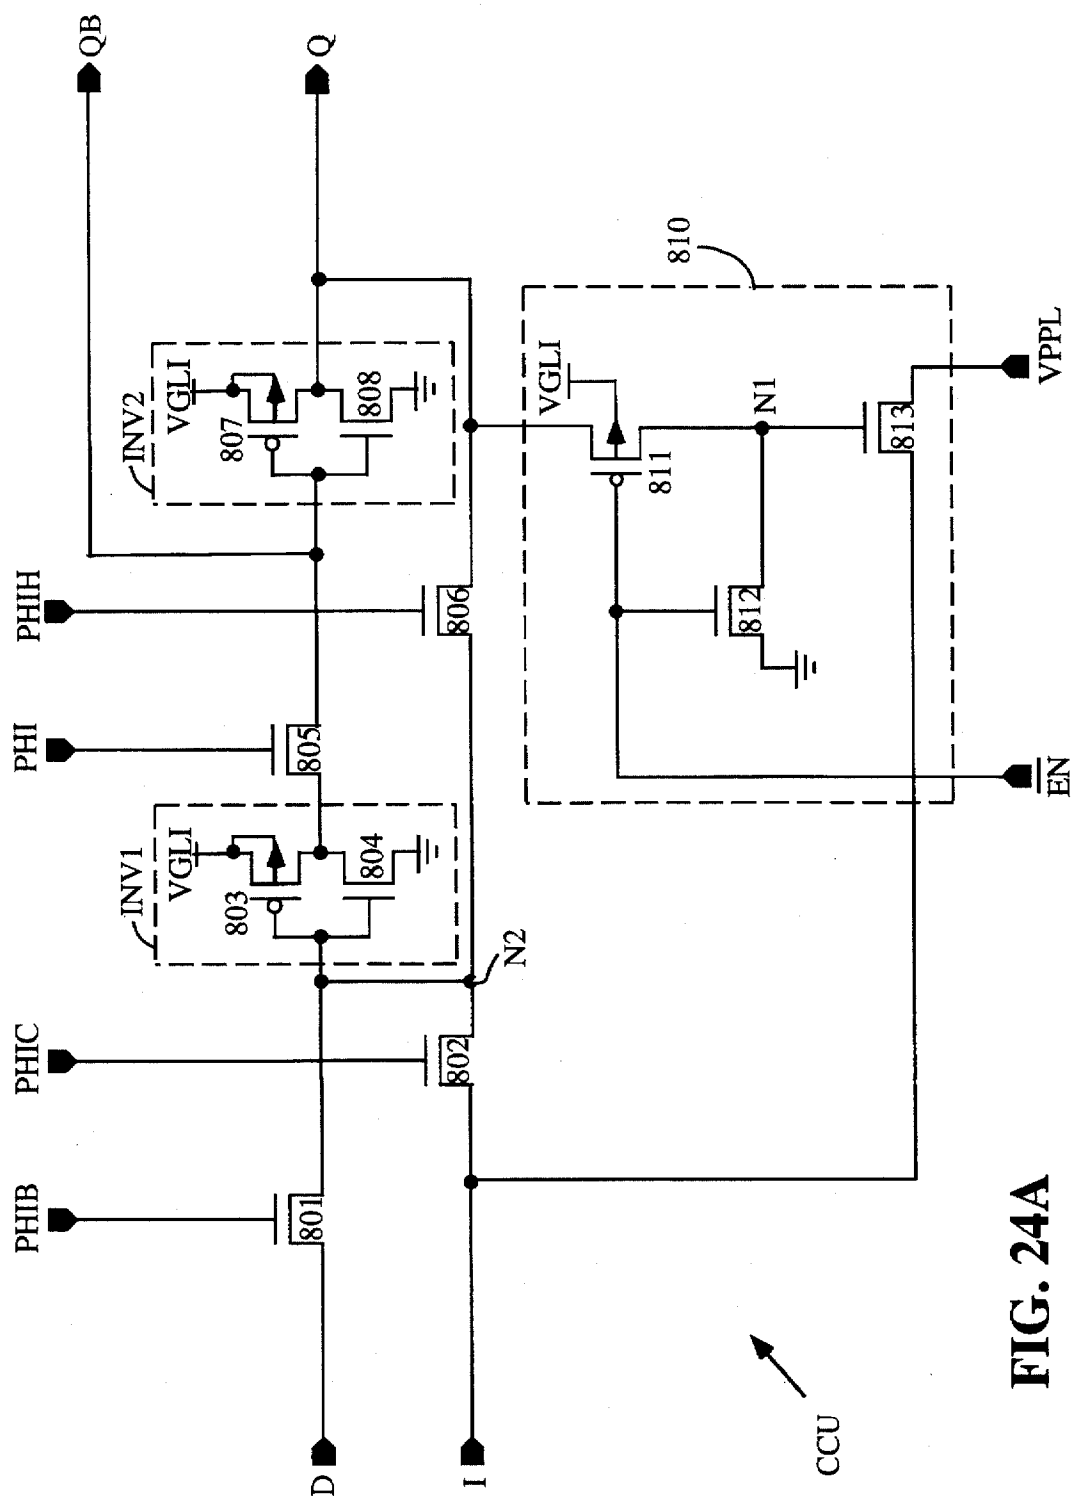 QB
Q
PHIH
PHI
PHIC
PHIB
INV2
VGLI
807
808
INV1
VGLI
803
804
805
806
801
802
N2
D
I
810
VGLI
811
N1
812
813
VPPL
EN
CCU
FIG. 24A